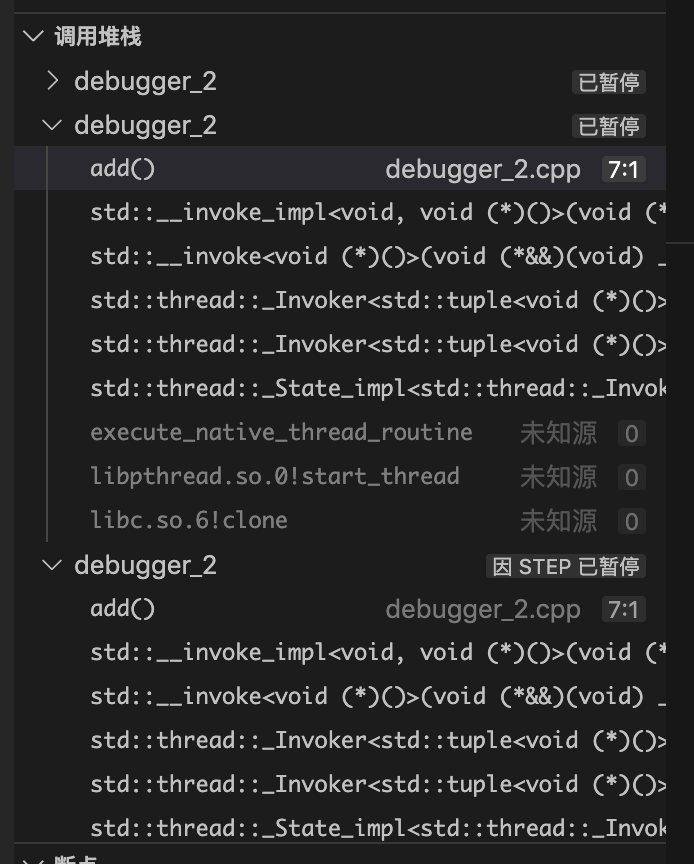 调用堆栈
debugger_2 已暂停
debugger_2 已暂停
add() debugger_2.cpp 7:1
std::__invoke_impl<void, void (*)()>(void (*
std::__invoke<void (*)()>(void (*&&)(void) _
std::thread::_Invoker<std::tuple<void (*)()>
std::thread::_Invoker<std::tuple<void (*)()>
std::thread::_State_impl<std::thread::_Invok
execute_native_thread_routine 未知源 0
libpthread.so.0!start_thread 未知源 0
libc.so.6!clone 未知源 0
debugger_2 因 STEP 已暂停
add() debugger_2.cpp 7:1
std::__invoke_impl<void, void (*)()>(void (*
std::__invoke<void (*)()>(void (*&&)(void) _
std::thread::_Invoker<std::tuple<void (*)()>
std::thread::_Invoker<std::tuple<void (*)()>
std::thread::_State_impl<std::thread::_Invok